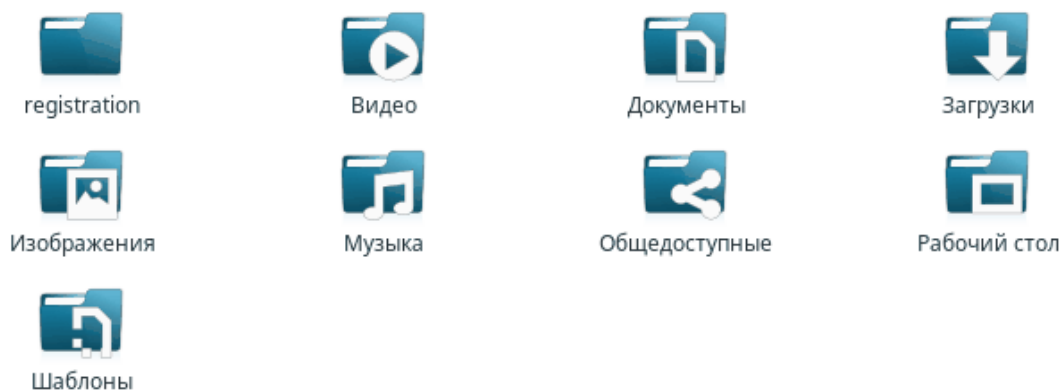 registration
Видео
Документы
Загрузки
Изображения
Музыка
Общедоступные
Рабочий стол
Шаблоны